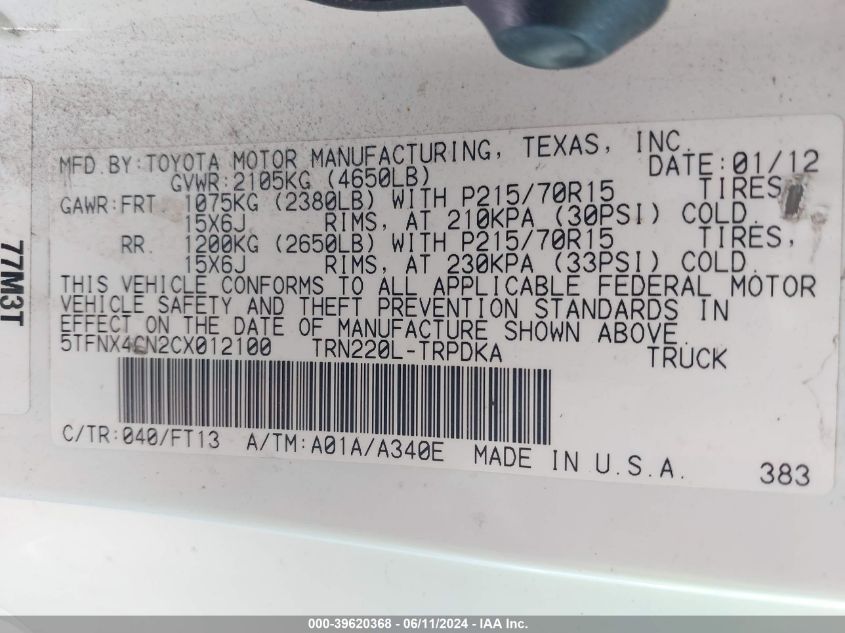 MFD.BY:TOYOTA MOTOR MANUFACTURING, TEXAS, INC.
GVWR:2105KG (4650LB) DATE:01/12
GAWR:FRT. 1075KG (2380LB) WITH P215/70R15 TIRES,
15X6J RIMS, AT 210KPA (30PSI) COLD.
RR. 1200KG (2650LB) WITH P215/70R15 TIRES,
15X6J RIMS, AT 230KPA (33PSI) COLD.
THIS VEHICLE CONFORMS TO ALL APPLICABLE FEDERAL MOTOR
VEHICLE SAFETY AND THEFT PREVENTION STANDARDS IN
EFFECT ON THE DATE OF MANUFACTURE SHOWN ABOVE.
5TFNX4CN2CX012100 TRN220L-TRPDKA TRUCK
C/TR:040/FT13 A/TM:A01A/A340E MADE IN U.S.A.
383
77M3T
000-39620368 - 06/11/2024 - IAA Inc.